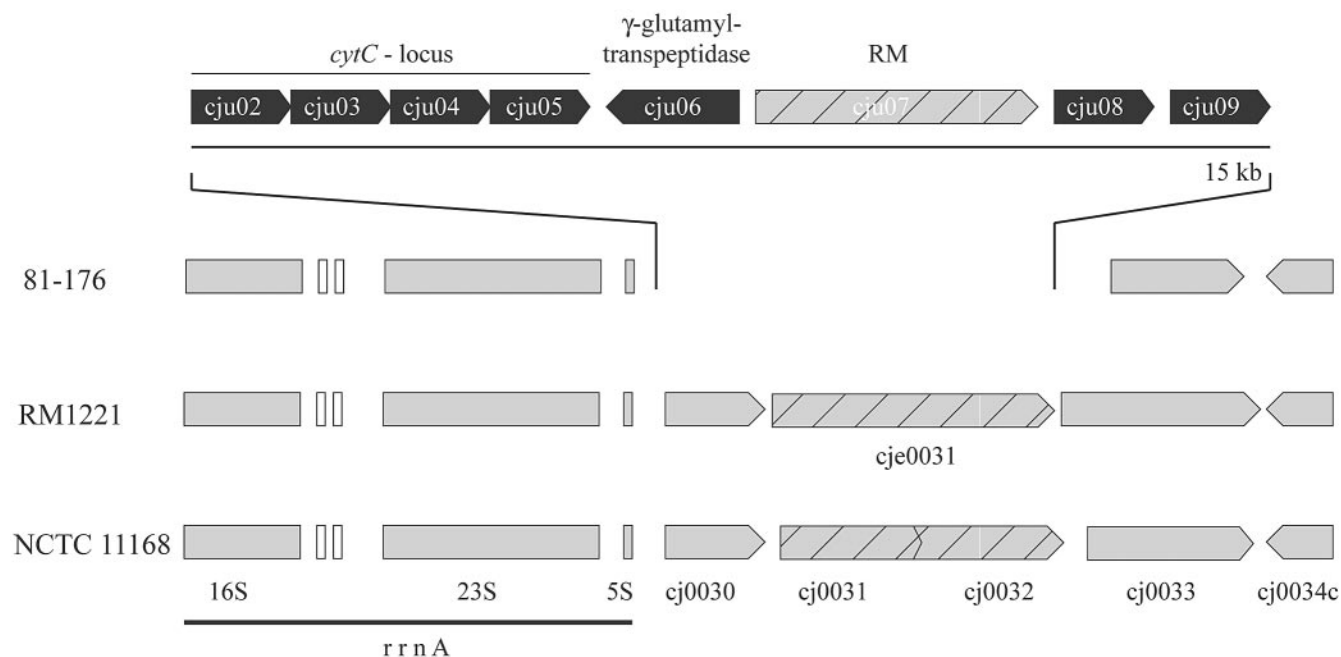 γ-glutamyl-
cytC - locus transpeptidase RM
cju02 cju03 cju04 cju05 cju06 cju07 cju08 cju09
15 kb
81-176
RM1221
cje0031
NCTC 11168
16S 23S 5S cj0030 cj0031 cj0032 cj0033 cj0034c
r r n A